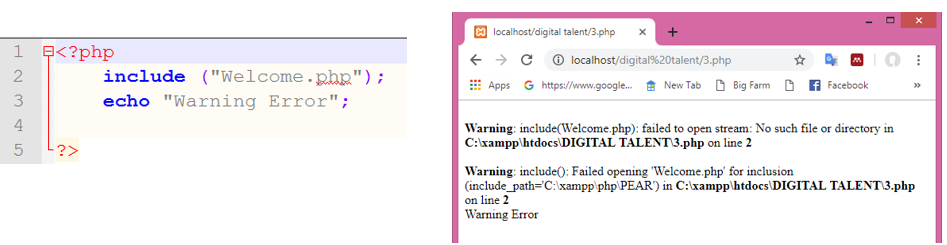 1 <?php
2 include ("Welcome.php");
3 echo "Warning Error";
4
5 ?>
localhost/digital talent/3.php
localhost/digital%20talent/3.php
Apps https://www.google... New Tab Big Farm Facebook »
Warning: include(Welcome.php): failed to open stream: No such file or directory in
C:\xampp\htdocs\DIGITAL TALENT\3.php on line 2
Warning: include(): Failed opening 'Welcome.php' for inclusion
(include_path='C:\xampp\php\PEAR') in C:\xampp\htdocs\DIGITAL TALENT\3.php
on line 2
Warning Error